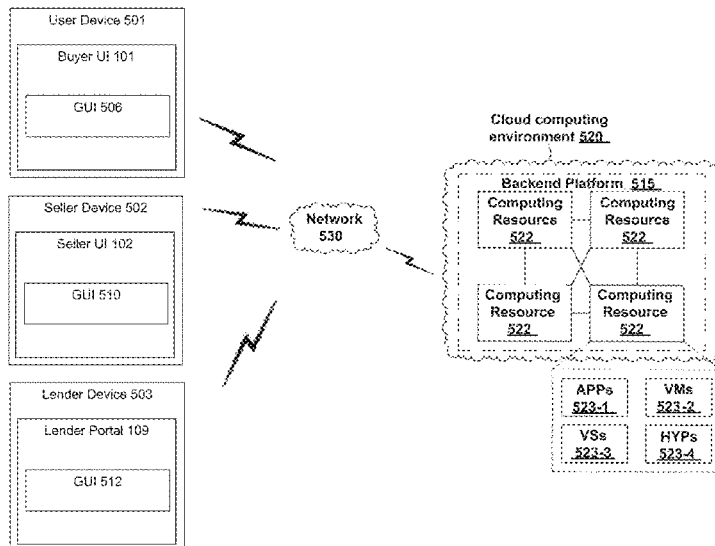 User Device 501
Buyer UI 101
GUI 506
Seller Device 502
Seller UI 102
GUI 510
Lender Device 503
Lender Portal 109
GUI 512
Network
530
Cloud computing
environment 520
Backend Platform 515
Computing
Resource
522
Computing
Resource
522
Computing
Resource
522
Computing
Resource
522
APPs
523-1
VMs
523-2
VSs
523-3
HYPs
523-4